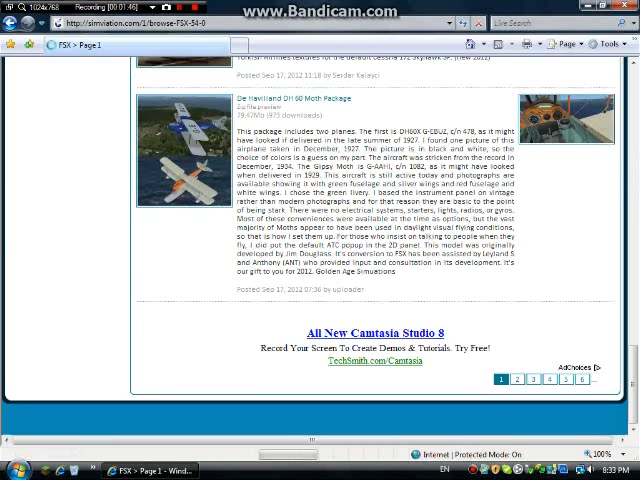 www.Bandicam.com
1024x768
Recording [00:01:46]
http://simviation.com/1/browse-FSX-54-0
Live Search
FSX > Page 1
Page
Tools
Turkish Airlines textures for the default Cessna 172 Skyhawk SP. (new 2012)
Posted Sep 17, 2012 11:18 by Serdar Kalayci
De Havilland DH 60 Moth Package
Zip file preview
79.47Mb (973 downloads)
This package includes two planes. The first is DH60X G-EBUZ, c/n 478, as it might
have looked if delivered in the late summer of 1927. I found one picture of this
airplane taken in December, 1927. The picture is in black and white, so the
choice of colors is a guess on my part. The aircraft was stricken from the record in
December, 1934. The Gipsy Moth is G-AAHI, c/n 1082, as it might have looked
when delivered in 1929. This aircraft is still active today and photographs are
available showing it with green fuselage and silver wings and red fuselage and
white wings. I chose the green livery. I based the instrument panel on vintage
rather than modern photographs and for that reason they are basic to the point
of being stark. There were no electrical systems, starters, lights, radios, or gyros.
Most of these conveniences were available at the time as options, but the vast
majority of Moths appear to have been used in daylight visual flying conditions,
so that is how I set them up. For those who insist on talking to people when they
fly, I did put the default ATC popup in the 2D panel. This model was originally
developed by Jim Douglass. It's conversion to FSX has been assisted by Leyland S
and Anthony (ANT) who provided input and consultation in its development. It's
our gift to you for 2012. Golden Age Simuations
Posted Sep 17, 2012 07:36 by uploader
All New Camtasia Studio 8
Record Your Screen To Create Demos & Tutorials. Try Free!
TechSmith.com/Camtasia
AdChoices
1 2 3 4 5 6 ...
Internet | Protected Mode: On
100%
FSX > Page 1 - Wind...
EN
8:33 PM